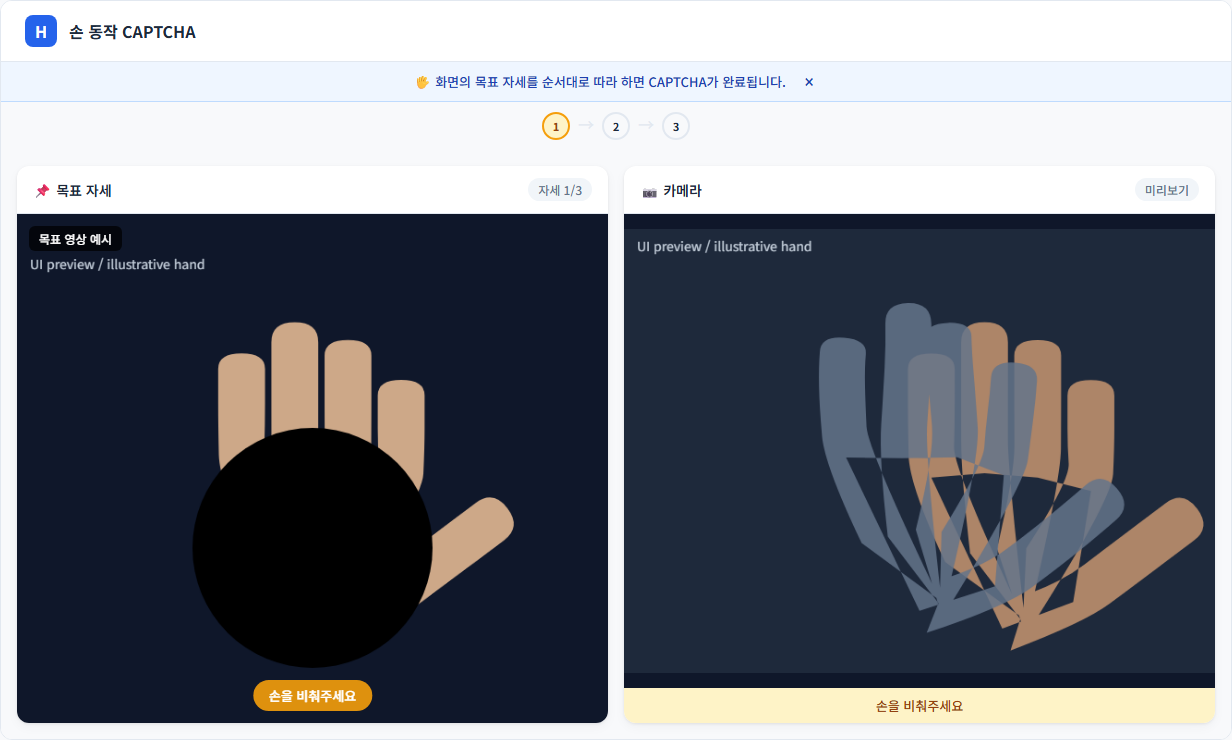 H 손 동작 CAPTCHA
🖐 화면의 목표 자세를 순서대로 따라 하면 CAPTCHA가 완료됩니다. ✕
1 → 2 → 3
📌 목표 자세
자세 1/3
목표 영상 예시
UI preview / illustrative hand
손을 비춰주세요
📷 카메라
미리보기
UI preview / illustrative hand
손을 비춰주세요